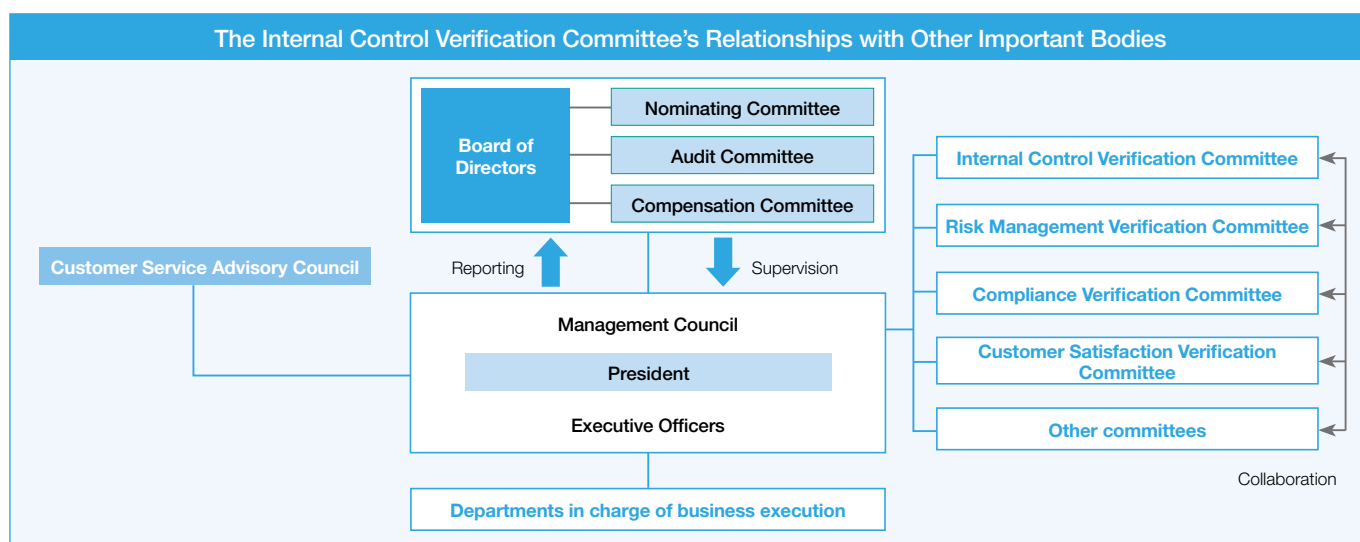 The Internal Control Verification Committee's Relationships with Other Important Bodies
Board of
Directors
Nominating Committee
Audit Committee
Compensation Committee
Reporting
Supervision
Customer Service Advisory Council
Management Council
President
Executive Officers
Departments in charge of business execution
Internal Control Verification Committee
Risk Management Verification Committee
Compliance Verification Committee
Customer Satisfaction Verification
Committee
Other committees
Collaboration